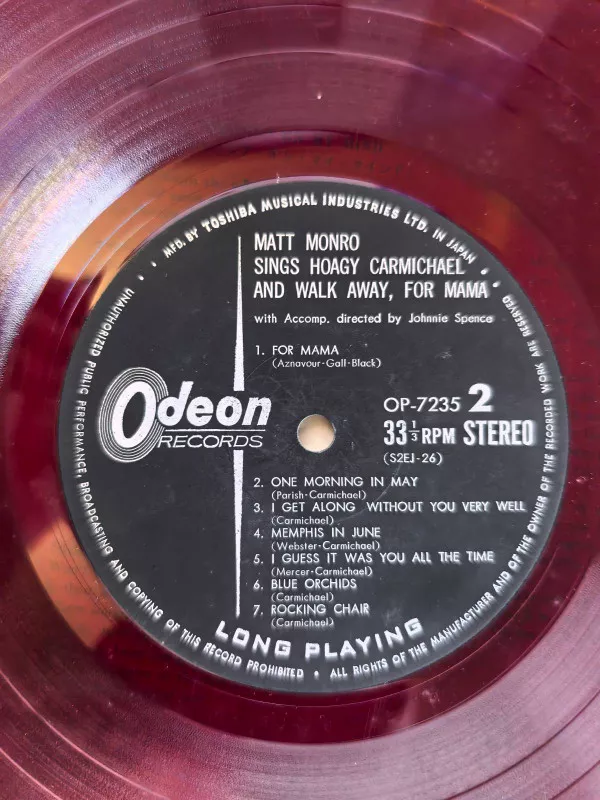 MFD. BY TOSHIBA MUSICAL INDUSTRIES LTD. IN JAPAN
MATT MONRO
SINGS HOAGY CARMICHAEL
AND WALK AWAY, FOR MAMA
with Accomp. directed by Johnnie Spence
1. FOR MAMA
(Aznavour-Gall-Black)
Odeon
RECORDS
OP-7235 2
33 1/3 RPM STEREO
(S2EJ-26)
2. ONE MORNING IN MAY
(Parish-Carmichael)
3. I GET ALONG WITHOUT YOU VERY WELL
(Carmichael)
4. MEMPHIS IN JUNE
(Webster-Carmichael)
5. I GUESS IT WAS YOU ALL THE TIME
(Mercer-Carmichael)
6. BLUE ORCHIDS
(Carmichael)
7. ROCKING CHAIR
(Carmichael)
LONG PLAYING
UNAUTHORIZED PUBLIC PERFORMANCE, BROADCASTING AND COPYING OF THIS RECORD PROHIBITED • ALL RIGHTS OF THE MANUFACTURER AND OF THE OWNER OF THE RECORDED WORK ARE RESERVED